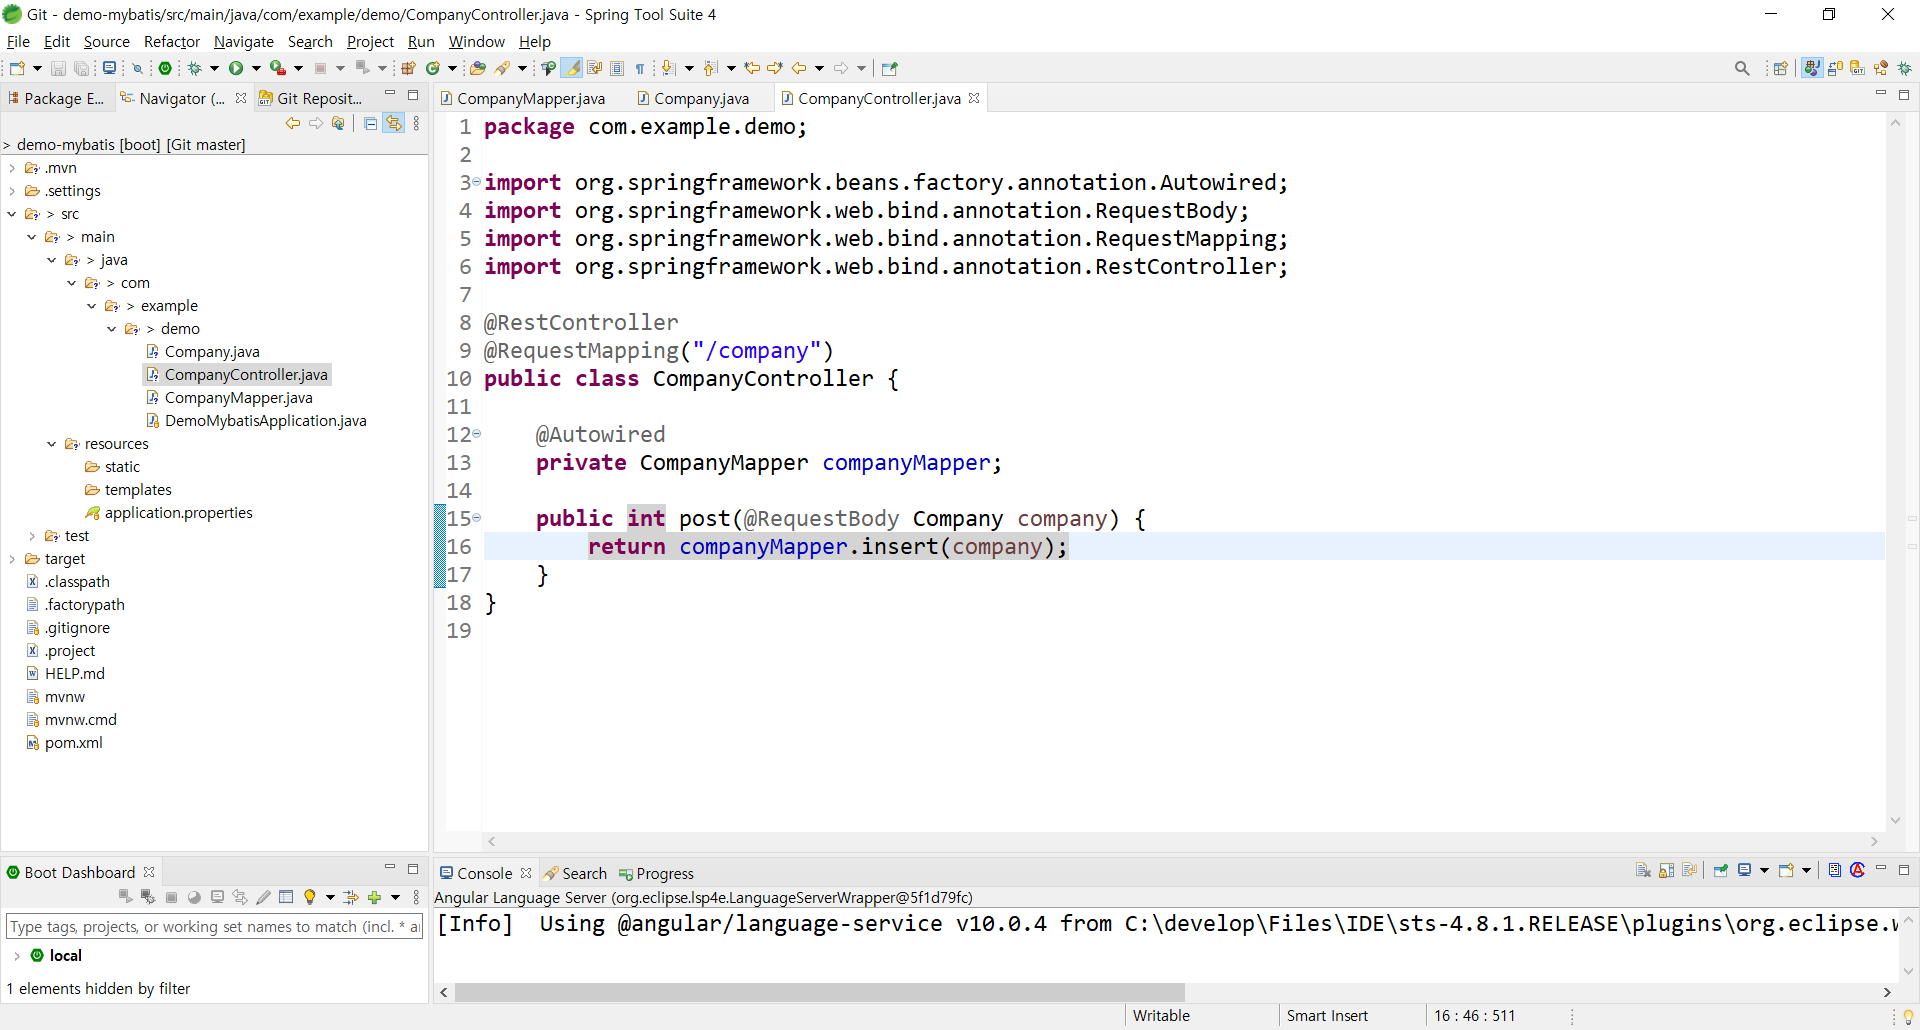 Git - demo-mybatis/src/main/java/com/example/demo/CompanyController.java - Spring Tool Suite 4
File Edit Source Refactor Navigate Search Project Run Window Help
Package E... Navigator (... Git Reposit...
> demo-mybatis [boot] [Git master]
.mvn
.settings
> src
> main
> java
> com
> example
> demo
Company.java
CompanyController.java
CompanyMapper.java
DemoMybatisApplication.java
resources
static
templates
application.properties
test
target
.classpath
.factorypath
.gitignore
.project
HELP.md
mvnw
mvnw.cmd
pom.xml
CompanyMapper.java Company.java CompanyController.java
1 package com.example.demo;
2
3 import org.springframework.beans.factory.annotation.Autowired;
4 import org.springframework.web.bind.annotation.RequestBody;
5 import org.springframework.web.bind.annotation.RequestMapping;
6 import org.springframework.web.bind.annotation.RestController;
7
8 @RestController
9 @RequestMapping("/company")
10 public class CompanyController {
11
12 @Autowired
13 private CompanyMapper companyMapper;
14
15 public int post(@RequestBody Company company) {
16 return companyMapper.insert(company);
17 }
18 }
19
Boot Dashboard
Type tags, projects, or working set names to match (incl. * a
local
1 elements hidden by filter
Console Search Progress
Angular Language Server (org.eclipse.lsp4e.LanguageServerWrapper@5f1d79fc)
[Info] Using @angular/language-service v10.0.4 from C:\develop\Files\IDE\sts-4.8.1.RELEASE\plugins\org.eclipse.w
Writable Smart Insert 16 : 46 : 511